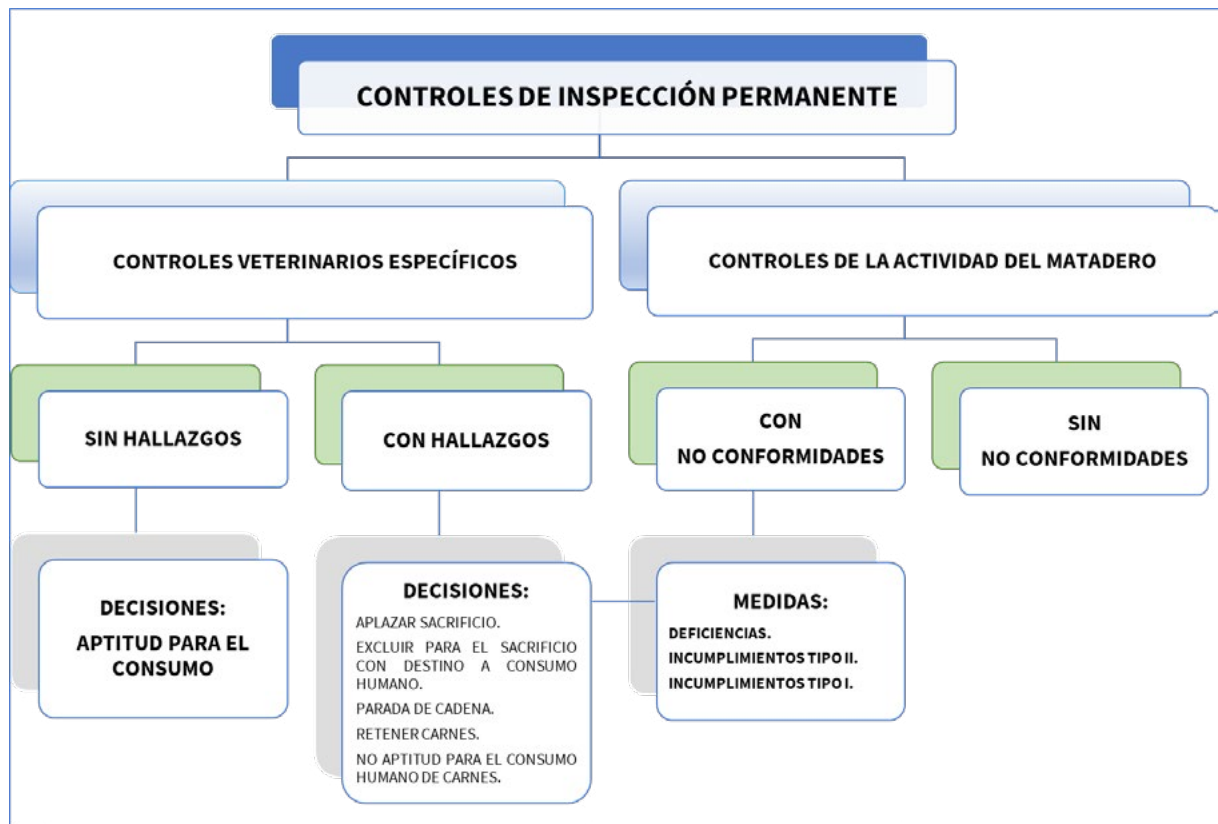 CONTROLES DE INSPECCIÓN PERMANENTE
CONTROLES VETERINARIOS ESPECÍFICOS
CONTROLES DE LA ACTIVIDAD DEL MATADERO
SIN HALLAZGOS
CON HALLAZGOS
CON
NO CONFORMIDADES
SIN
NO CONFORMIDADES
DECISIONES:
APTITUD PARA EL
CONSUMO
DECISIONES:
APLAZAR SACRIFICIO.
EXCLUIR PARA EL SACRIFICIO
CON DESTINO A CONSUMO
HUMANO.
PARADA DE CADENA.
RETENER CARNES.
NO APTITUD PARA EL CONSUMO
HUMANO DE CARNES.
MEDIDAS:
DEFICIENCIAS.
INCUMPLIMIENTOS TIPO II.
INCUMPLIMIENTOS TIPO I.